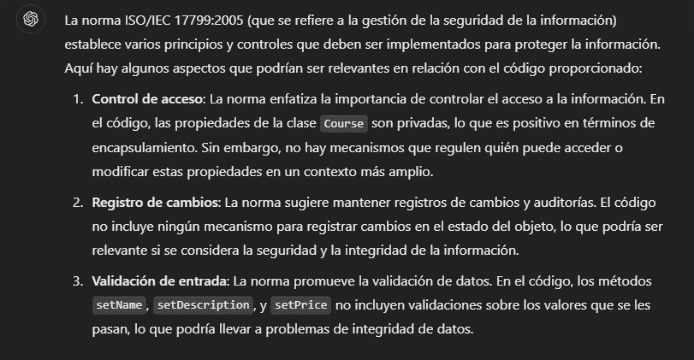 La norma ISO/IEC 17799:2005 (que se refiere a la gestión de la seguridad de la información)
establece varios principios y controles que deben ser implementados para proteger la información.
Aquí hay algunos aspectos que podrían ser relevantes en relación con el código proporcionado:
1. Control de acceso: La norma enfatiza la importancia de controlar el acceso a la información. En
el código, las propiedades de la clase Course son privadas, lo que es positivo en términos de
encapsulamiento. Sin embargo, no hay mecanismos que regulen quién puede acceder o
modificar estas propiedades en un contexto más amplio.
2. Registro de cambios: La norma sugiere mantener registros de cambios y auditorías. El código
no incluye ningún mecanismo para registrar cambios en el estado del objeto, lo que podría ser
relevante si se considera la seguridad y la integridad de la información.
3. Validación de entrada: La norma promueve la validación de datos. En el código, los métodos
setName, setDescription, y setPrice no incluyen validaciones sobre los valores que se les
pasan, lo que podría llevar a problemas de integridad de datos.